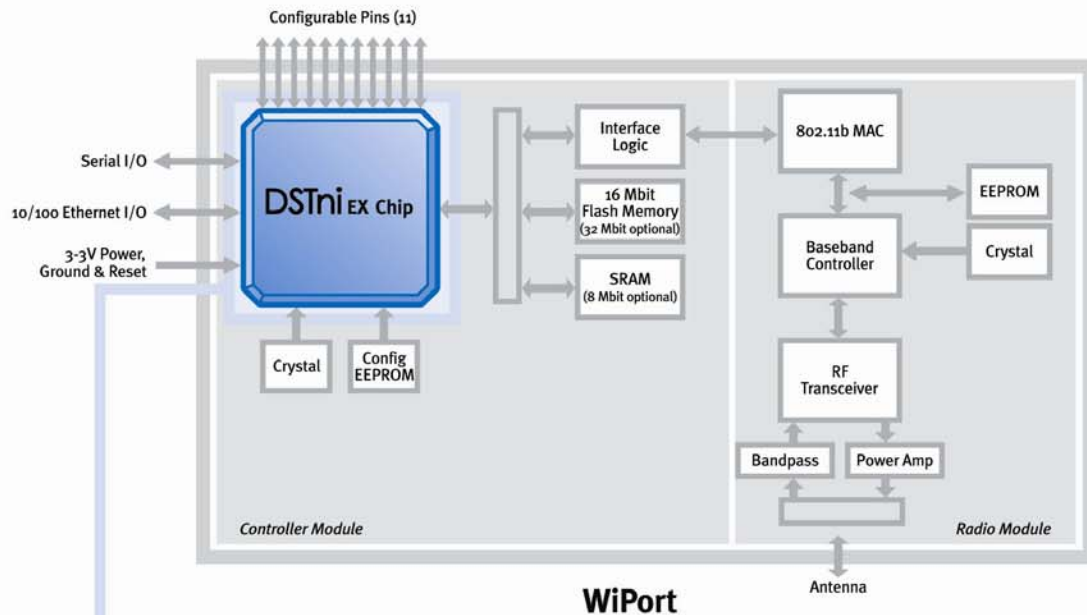 Configurable Pins (11)
Serial I/O
10/100 Ethernet I/O
3-3V Power,
Ground & Reset
DSTni EX Chip
Crystal
Config
EEPROM
Interface
Logic
16 Mbit
Flash Memory
(32 Mbit optional)
SRAM
(8 Mbit optional)
Controller Module
802.11b MAC
EEPROM
Baseband
Controller
Crystal
RF
Transceiver
Bandpass
Power Amp
Radio Module
Antenna
WiPort